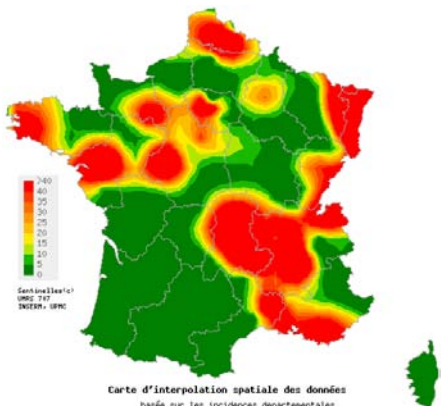 >40
40
35
30
25
20
15
10
5
0
Sentinelles(c)
UMRS 707
INSERM, UPMC
Carte d'interpolation spatiale des données
basée sur les incidences départementales